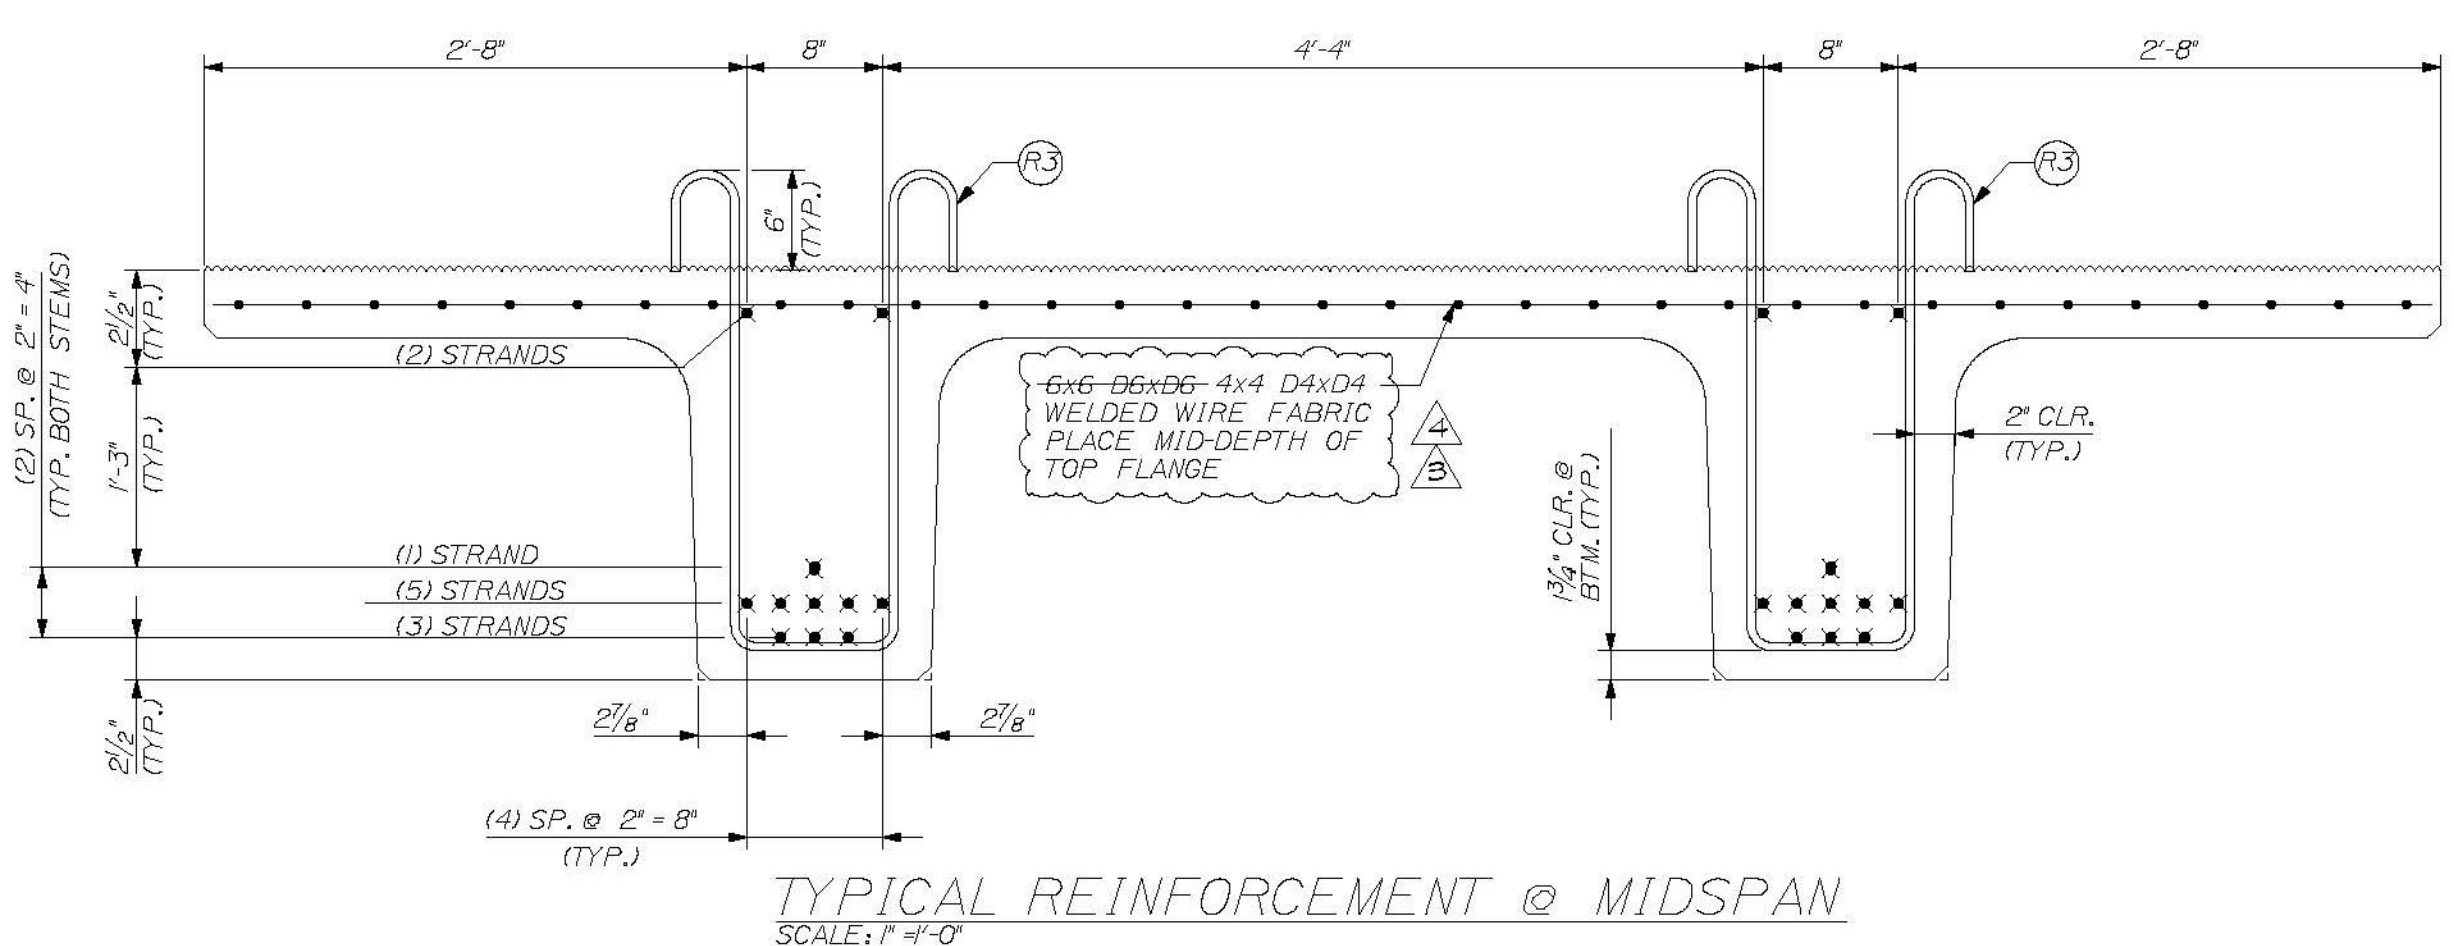 2'-8"
8"
4'-4"
8"
2'-8"
R3
R3
6"
(TYP.)
(2) SP. @ 2" = 4"
(TYP. BOTH STEMS)
2 1/2"
(TYP.)
(2) STRANDS
1'-3"
(TYP.)
6x6 D6xD6 4x4 D4xD4
WELDED WIRE FABRIC
PLACE MID-DEPTH OF
TOP FLANGE
4
3
2" CLR.
(TYP.)
1 3/4" CLR. @
BTM. (TYP.)
(1) STRAND
(5) STRANDS
(3) STRANDS
2 1/2"
(TYP.)
2 7/8"
2 7/8"
(4) SP. @ 2" = 8"
(TYP.)
TYPICAL REINFORCEMENT @ MIDSPAN
SCALE: 1" =1'-0"